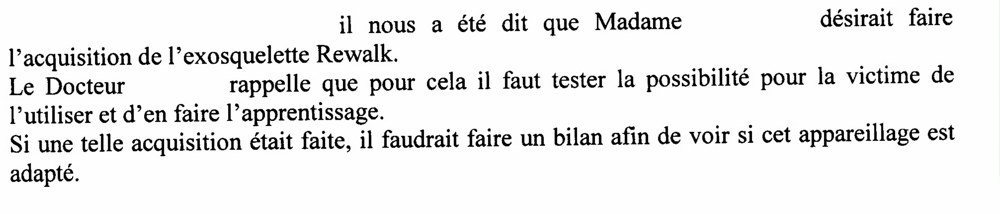 il nous a été dit que Madame désirait faire
l'acquisition de l'exosquelette Rewalk.
Le Docteur rappelle que pour cela il faut tester la possibilité pour la victime de
l'utiliser et d'en faire l'apprentissage.
Si une telle acquisition était faite, il faudrait faire un bilan afin de voir si cet appareillage est
adapté.